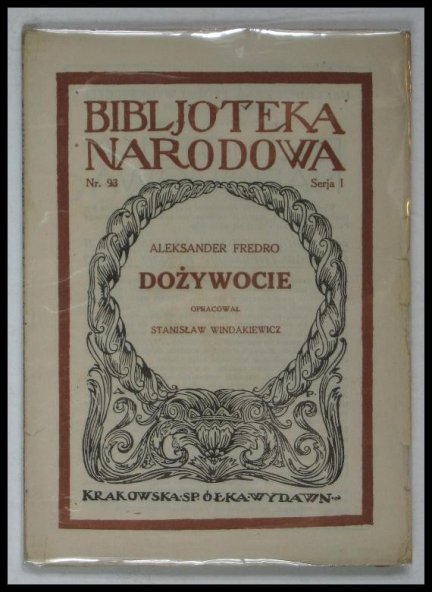 BIBLJOTEKA
NARODOWA
Nr. 93 Serja I
ALEKSANDER FREDRO
DOŻYWOCIE
OPRACOWAŁ
STANISŁAW WINDAKIEWICZ
A P.
KRAKOWSKA·SPÓŁKA·WYDAWN